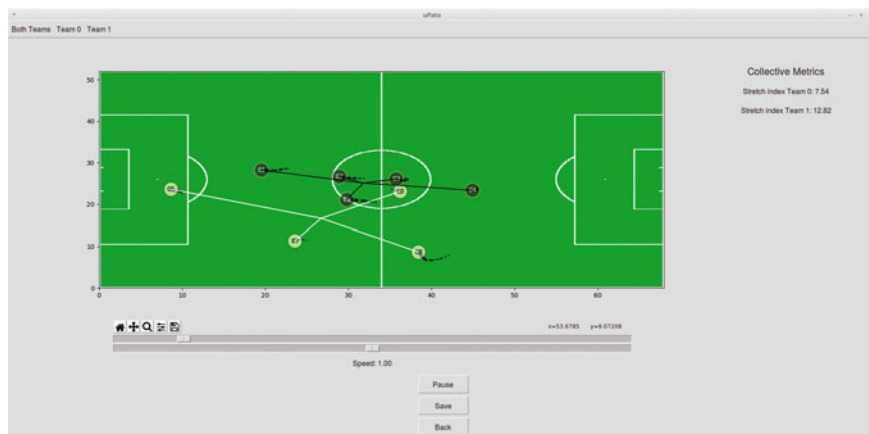 uPato
Both Teams Team 0 Team 1
Collective Metrics
Stretch index Team 0: 7.54
Stretch index Team 1: 12.82
50
40
30
20
10
0
0 10 20 30 40 50 60
x=53.6785 y=9.07208
Speed: 1.00
Pause
Save
Back